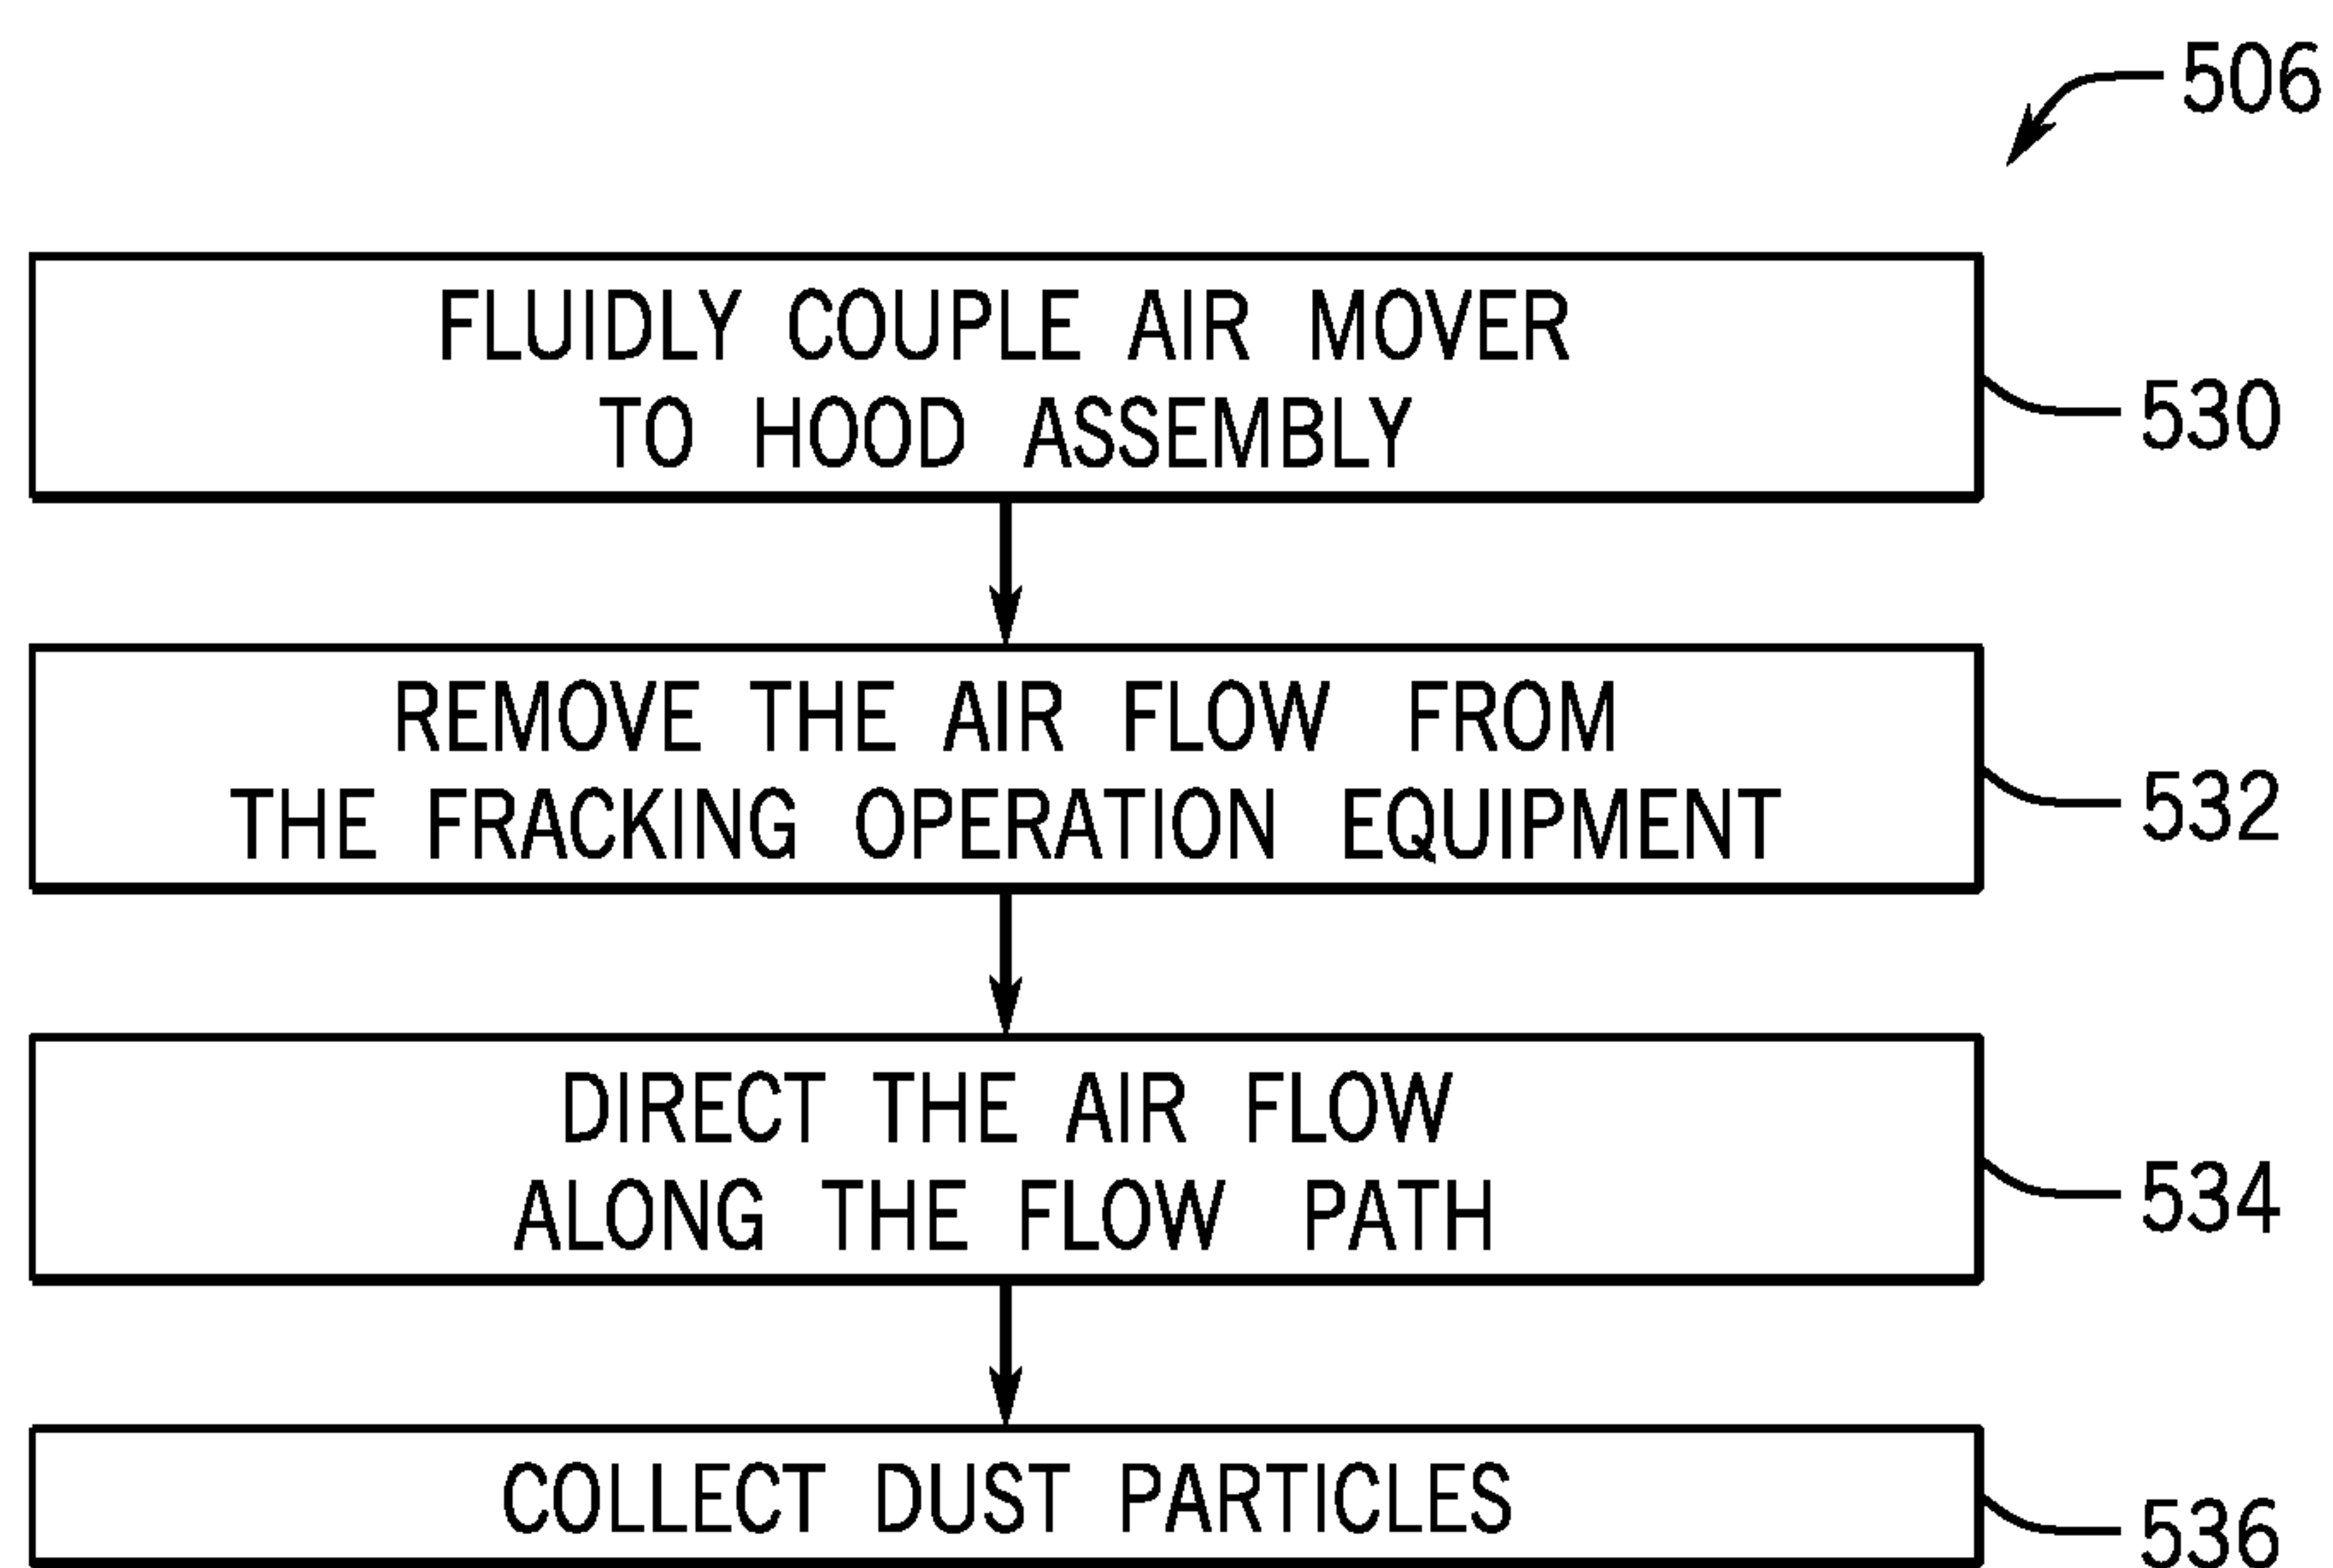 506
FLUIDLY COUPLE AIR MOVER
TO HOOD ASSEMBLY
530
REMOVE THE AIR FLOW FROM
THE FRACKING OPERATION EQUIPMENT
532
DIRECT THE AIR FLOW
ALONG THE FLOW PATH
534
COLLECT DUST PARTICLES
536